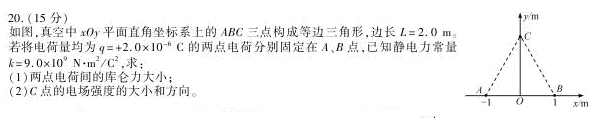 20.(15分)
如图,真空中xOy平面直角坐标系上的ABC三点构成等边三角形,边长L=2.0 m。
若将电荷量均为q=+2.0×10⁻⁶ C的两点电荷分别固定在A、B点,已知静电力常量
k=9.0×10⁹ N·m²/C²,求:
(1)两点电荷间的库仑力大小;
(2)C点的电场强度的大小和方向。
y/m
C
A
B
-1
O
1
x/m